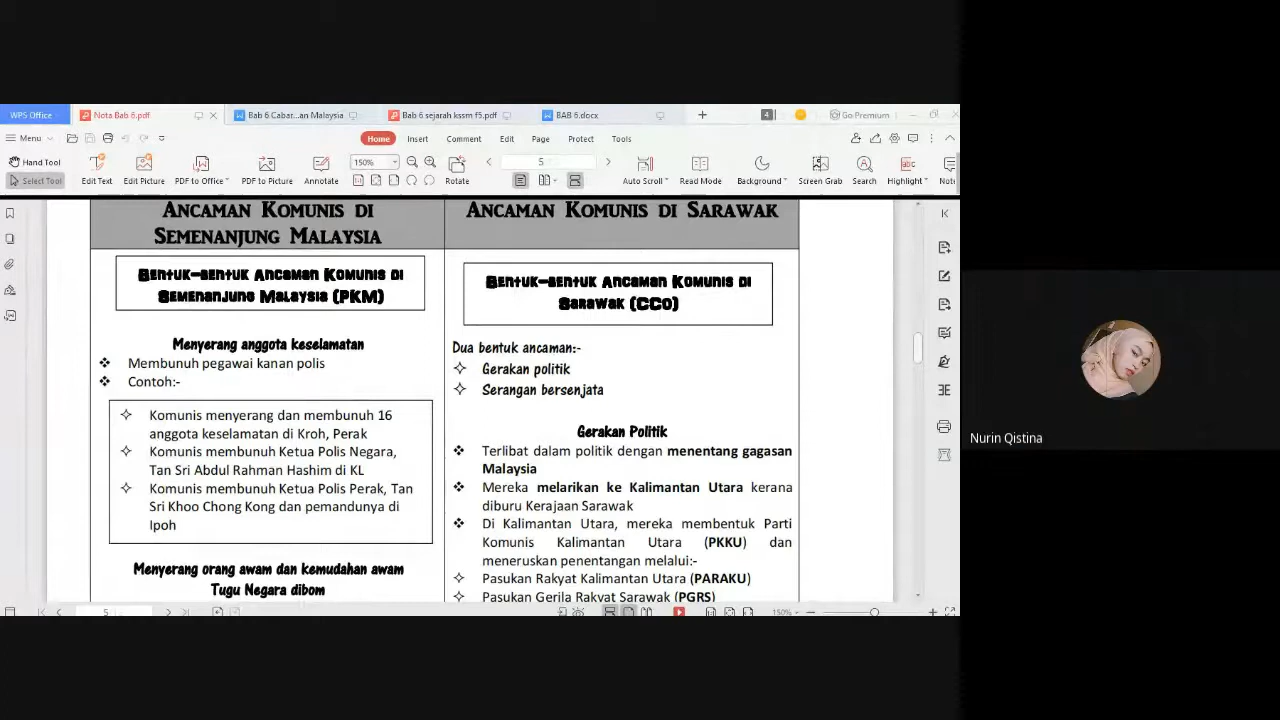 WPS Office
Nota Bab 6.pdf
Bab 6 Cabar...an Malaysia
Bab 6 sejarah kssm f5.pdf
BAB 6.docx
4
Go Premium
Menu
Home
Insert
Comment
Edit
Page
Protect
Tools
Hand Tool
Select Tool
Edit Text
Edit Picture
PDF to Office
PDF to Picture
Annotate
150%
Rotate
5
Auto Scroll
Read Mode
Background
Screen Grab
Search
Highlight
ANCAMAN KOMUNIS DI
SEMENANJUNG MALAYSIA
BENTUK-BENTUK ANCAMAN KOMUNIS DI
SEMENANJUNG MALAYSIA (PKM)
Menyerang anggota keselamatan
❖ Membunuh pegawai kanan polis
❖ Contoh:-
✧ Komunis menyerang dan membunuh 16
anggota keselamatan di Kroh, Perak
✧ Komunis membunuh Ketua Polis Negara,
Tan Sri Abdul Rahman Hashim di KL
✧ Komunis membunuh Ketua Polis Perak, Tan
Sri Khoo Chong Kong dan pemandunya di
Ipoh
Menyerang orang awam dan kemudahan awam
Tugu Negara dibom
ANCAMAN KOMUNIS DI SARAWAK
BENTUK-BENTUK ANCAMAN KOMUNIS DI
SARAWAK (CCO)
Dua bentuk ancaman:-
✧ Gerakan politik
✧ Serangan bersenjata
Gerakan Politik
❖ Terlibat dalam politik dengan menentang gagasan
Malaysia
❖ Mereka melarikan ke Kalimantan Utara kerana
diburu Kerajaan Sarawak
❖ Di Kalimantan Utara, mereka membentuk Parti
Komunis Kalimantan Utara (PKKU) dan
meneruskan penentangan melalui:-
✧ Pasukan Rakyat Kalimantan Utara (PARAKU)
✧ Pasukan Gerila Rakyat Sarawak (PGRS)
5
150%
Nurin Qistina